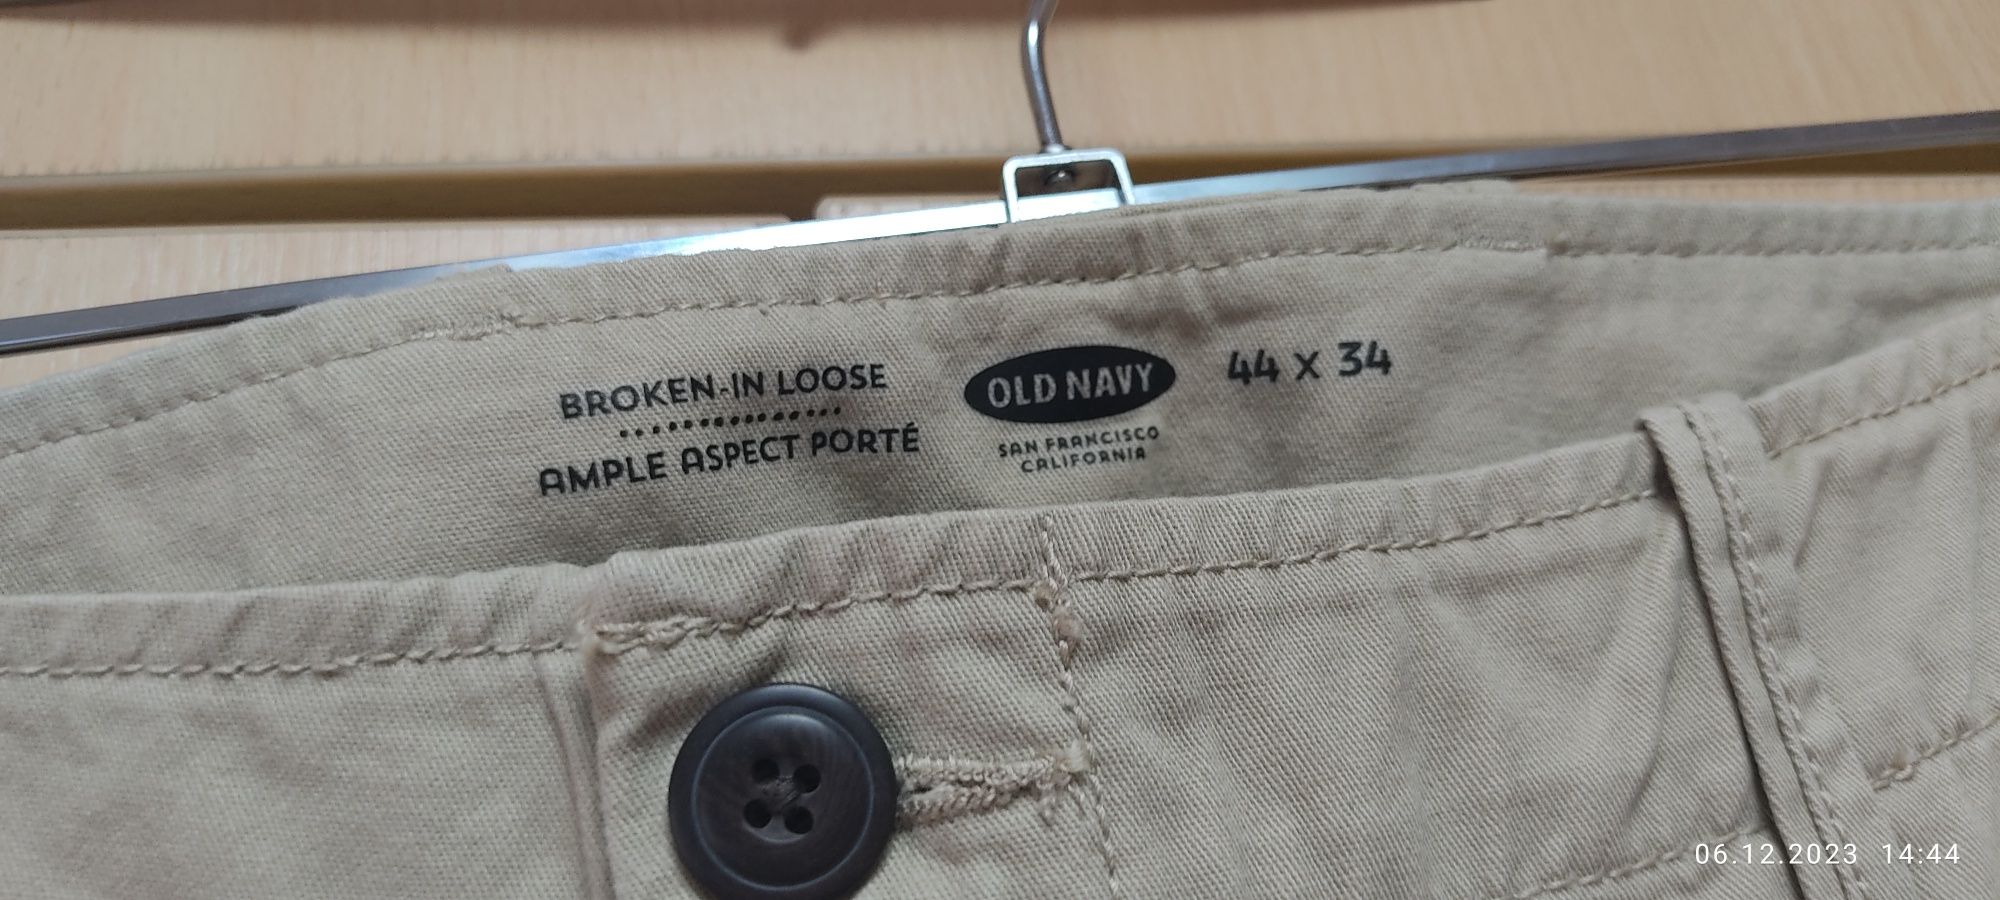 BROKEN-IN LOOSE
AMPLE ASPECT PORTÉ
OLD NAVY
SAN FRANCISCO
CALIFORNIA
44 X 34
06.12.2023 14:44